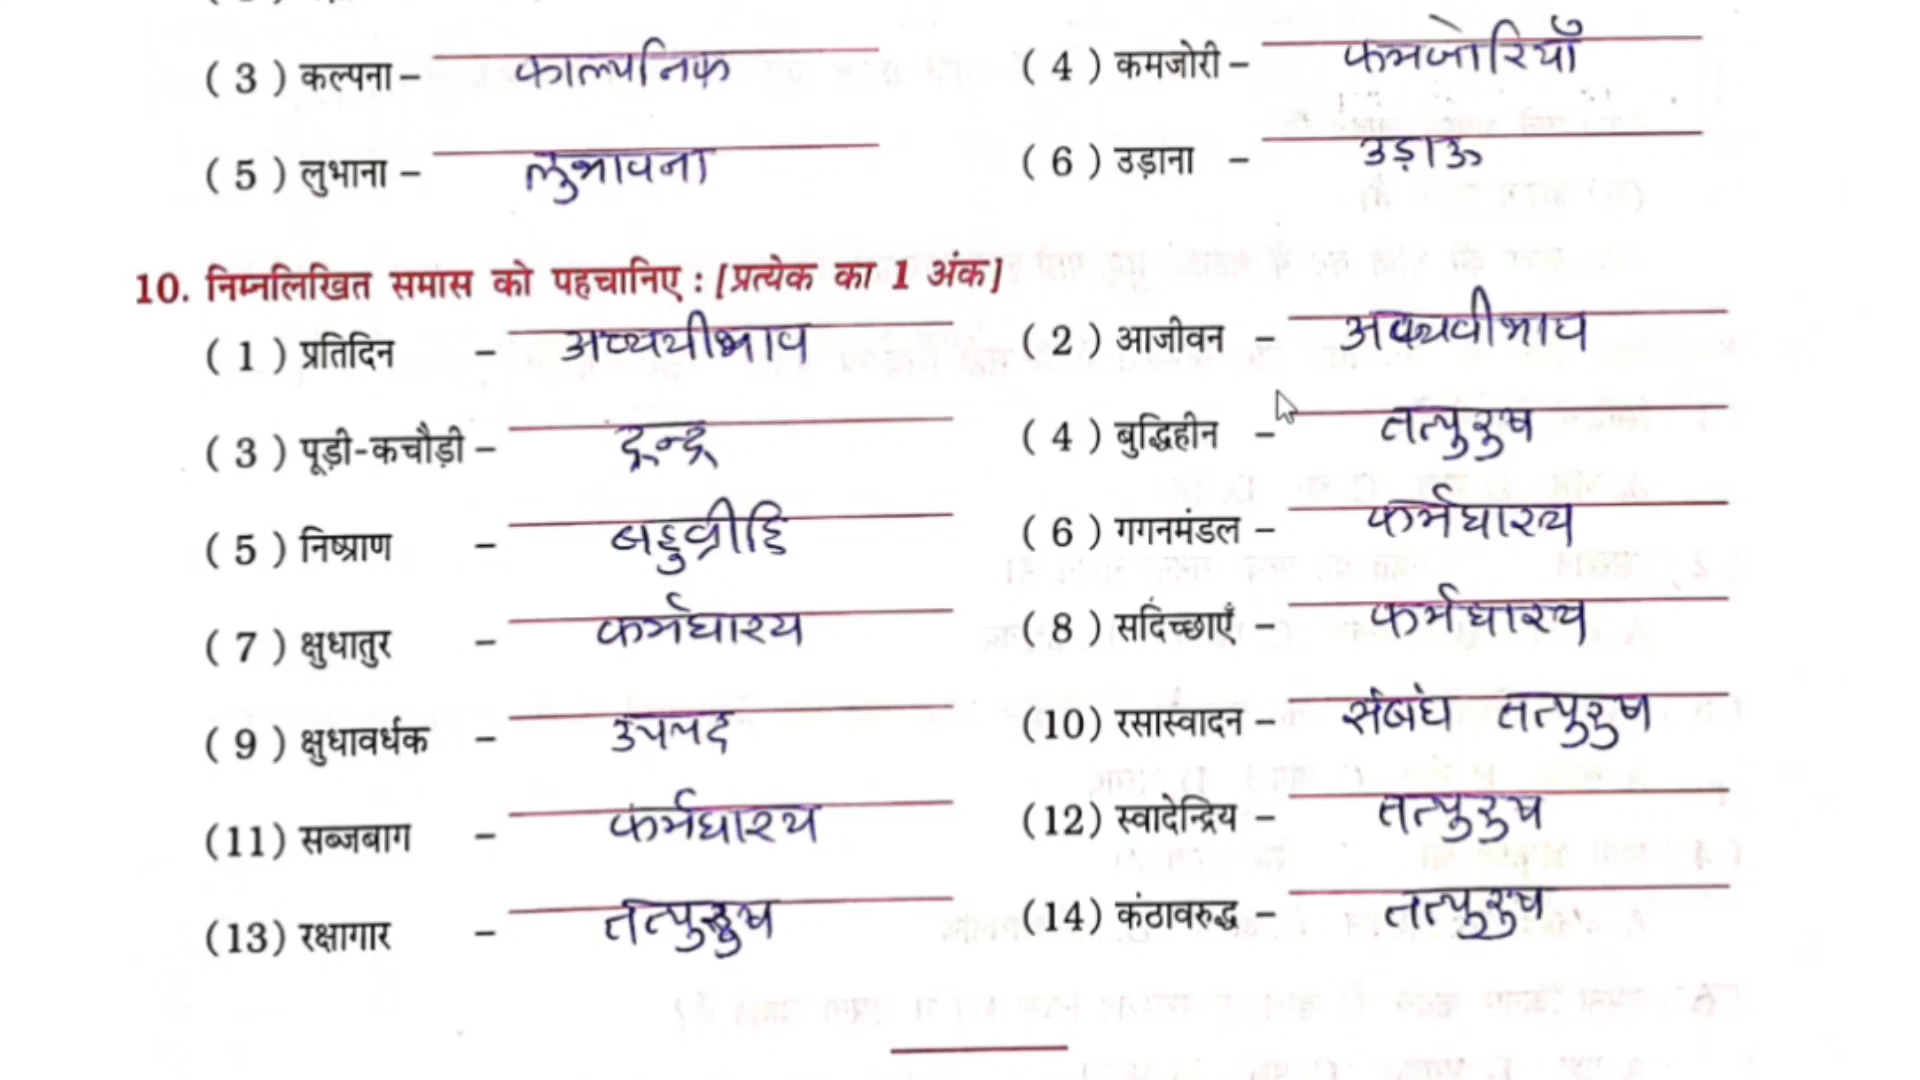 ( 3 ) कल्पना – काल्पनिक ( 4 ) कमजोरी – कमजोरियाँ
( 5 ) लुभाना – लुभावना ( 6 ) उड़ाना – उड़ाऊ
10. निम्नलिखित समास को पहचानिए : [प्रत्येक का 1 अंक]
( 1 ) प्रतिदिन – अव्ययीभाव ( 2 ) आजीवन – अव्ययीभाव
( 3 ) पूड़ी-कचौड़ी – द्वन्द्व ( 4 ) बुद्धिहीन – तत्पुरुष
( 5 ) निष्प्राण – बहुव्रीहि ( 6 ) गगनमंडल – कर्मधारय
( 7 ) क्षुधातुर – कर्मधारय ( 8 ) सदिच्छाएँ – कर्मधारय
( 9 ) क्षुधावर्धक – उपपद (10) रसास्वादन – संबंध तत्पुरुष
(11) सब्जबाग – कर्मधारय (12) स्वादेन्द्रिय – तत्पुरुष
(13) रक्षागार – तत्पुरुष (14) कंठावरुद्ध – तत्पुरुष